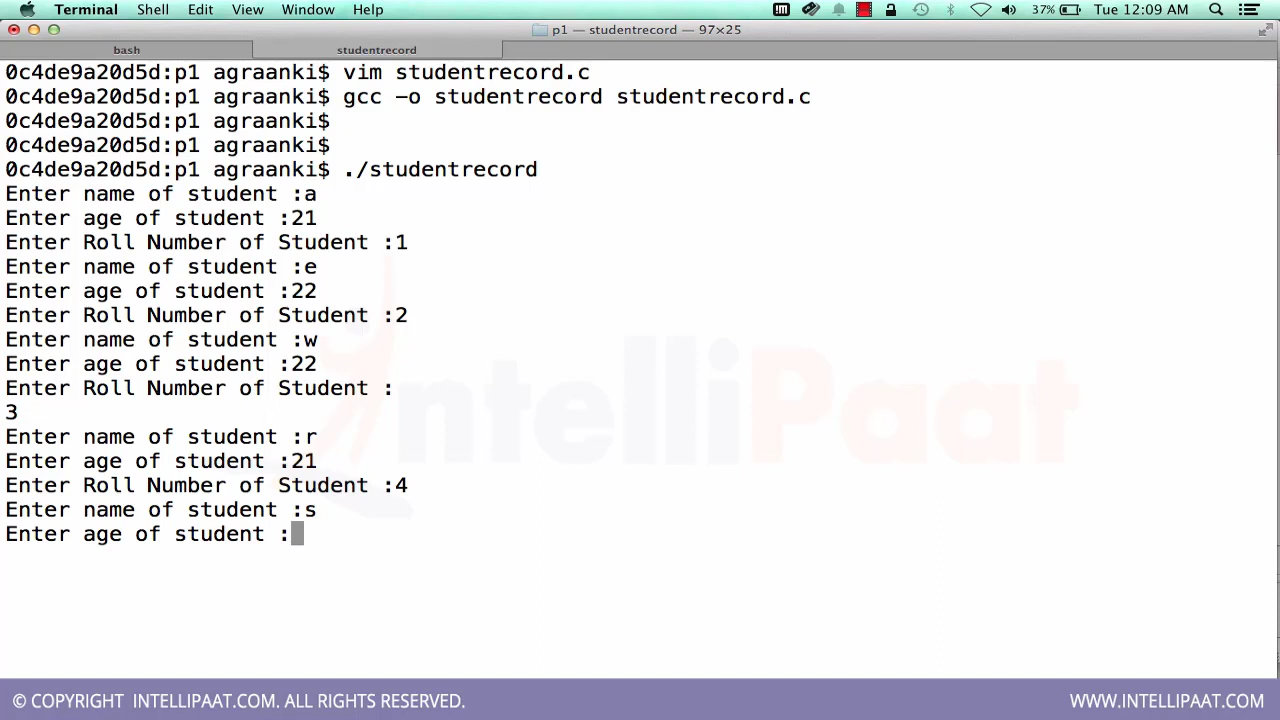 Terminal Shell Edit View Window Help 37% Tue 12:09 AM
p1 — studentrecord — 97×25
bash studentrecord
0c4de9a20d5d:p1 agraanki$ vim studentrecord.c
0c4de9a20d5d:p1 agraanki$ gcc -o studentrecord studentrecord.c
0c4de9a20d5d:p1 agraanki$
0c4de9a20d5d:p1 agraanki$
0c4de9a20d5d:p1 agraanki$ ./studentrecord
Enter name of student :a
Enter age of student :21
Enter Roll Number of Student :1
Enter name of student :e
Enter age of student :22
Enter Roll Number of Student :2
Enter name of student :w
Enter age of student :22
Enter Roll Number of Student :
3
Enter name of student :r
Enter age of student :21
Enter Roll Number of Student :4
Enter name of student :s
Enter age of student :
IntelliPaat
© COPYRIGHT INTELLIPAAT.COM. ALL RIGHTS RESERVED. WWW.INTELLIPAAT.COM